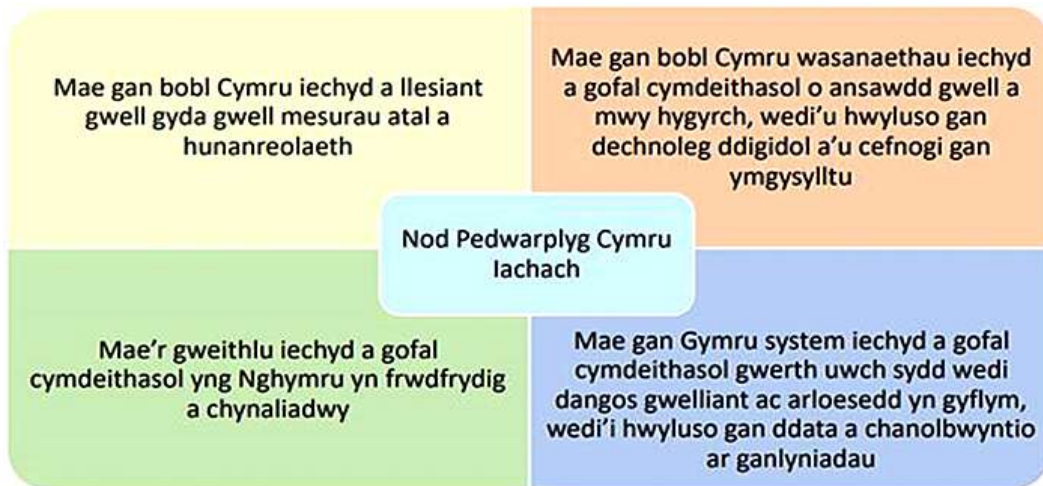 Mae gan bobl Cymru iechyd a llesiant
gwell gyda gwell mesurau atal a
hunanreolaeth
Mae gan bobl Cymru wasanaethau iechyd
a gofal cymdeithasol o ansawdd gwell a
mwy hygyrch, wedi'u hwyluso gan
dechnoleg ddigidol a'u cefnogi gan
ymgysylltu
Nod Pedwarplyg Cymru
Iachach
Mae'r gweithlu iechyd a gofal
cymdeithasol yng Nghymru yn frwdfrydig
a chynaliadwy
Mae gan Gymru system iechyd a gofal
cymdeithasol gwerth uwch sydd wedi
dangos gwelliant ac arloesedd yn gyflym,
wedi'i hwyluso gan ddata a chanolbwyntio
ar ganlyniadau